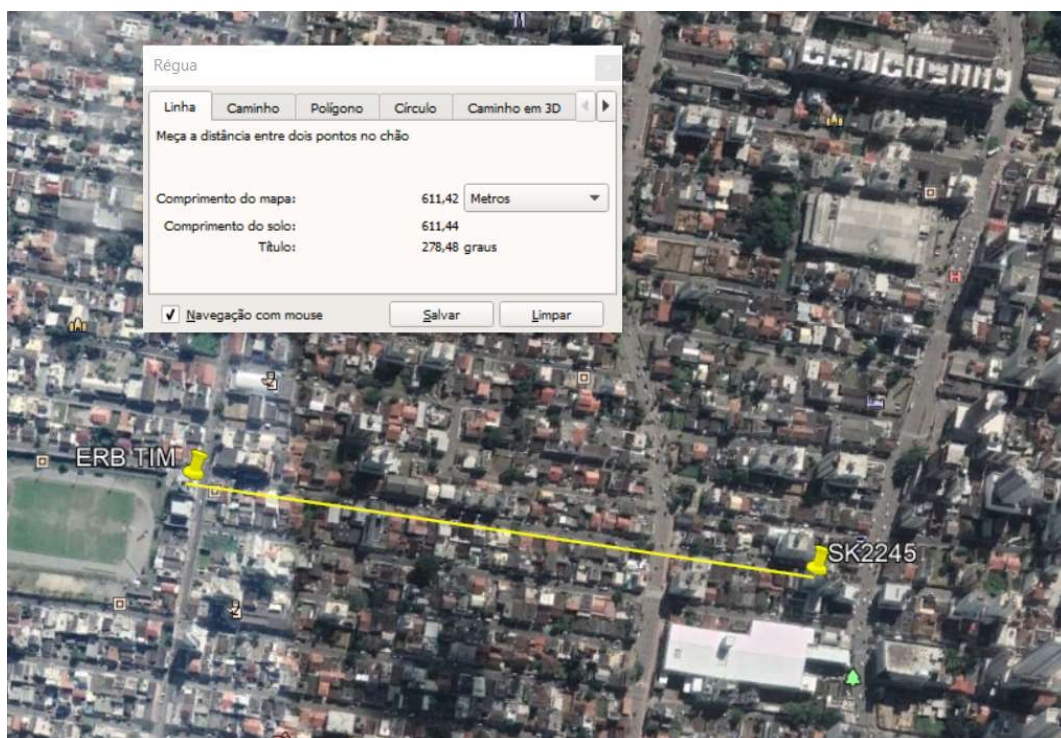 Régua
Linha Caminho Polígono Círculo Caminho em 3D
Meça a distância entre dois pontos no chão
Comprimento do mapa: 611,42 Metros
Comprimento do solo: 611,44
Título: 278,48 graus
Navegação com mouse Salvar Limpar
ERB TIM
SK2245